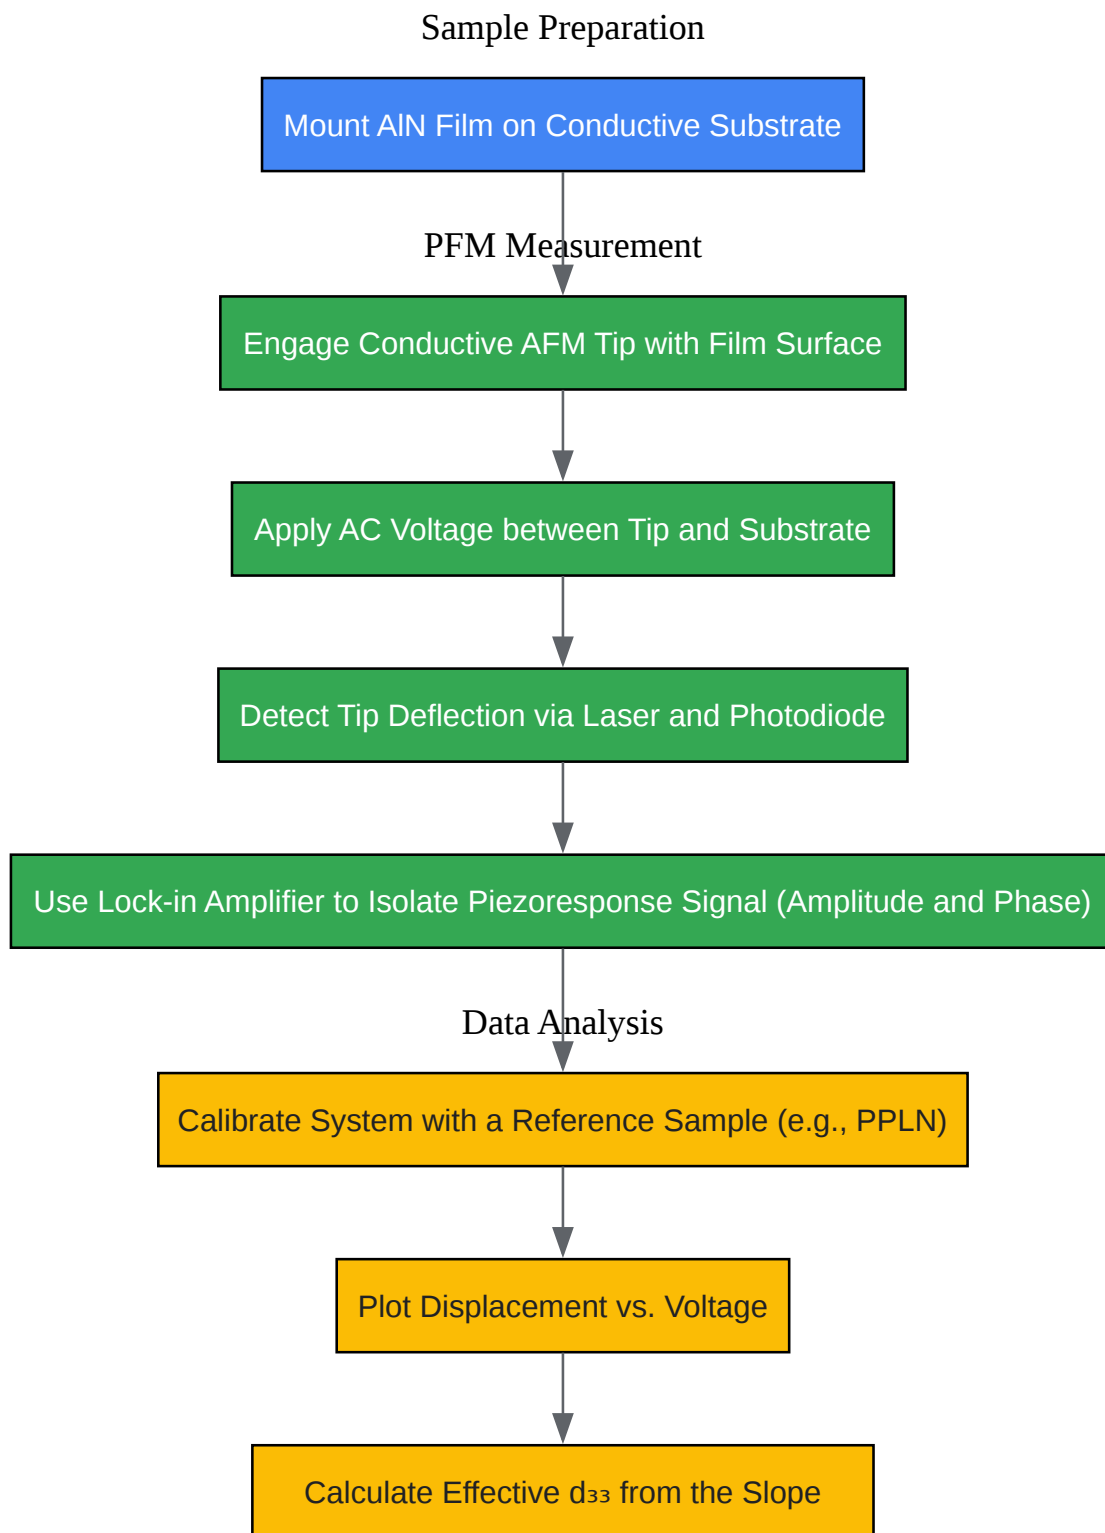 Sample Preparation
Mount AlN Film on Conductive Substrate
PFM Measurement
Engage Conductive AFM Tip with Film Surface
Apply AC Voltage between Tip and Substrate
Detect Tip Deflection via Laser and Photodiode
Use Lock-in Amplifier to Isolate Piezoresponse Signal (Amplitude and Phase)
Data Analysis
Calibrate System with a Reference Sample (e.g., PPLN)
Plot Displacement vs. Voltage
Calculate Effective d₃₃ from the Slope